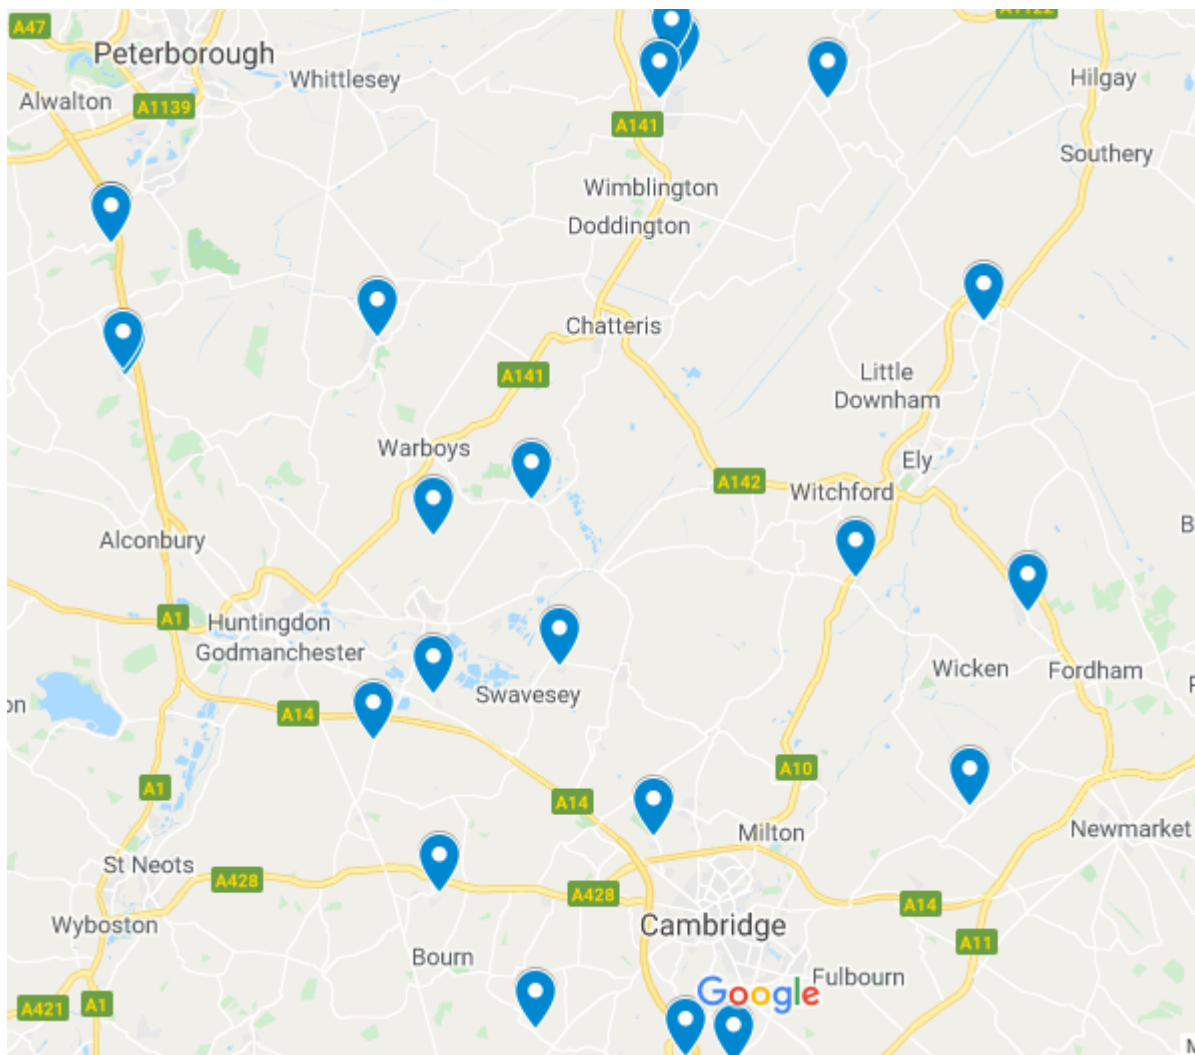 A47
A1122
Peterborough
Whittlesey
Hilgay
Alwalton
A1139
A141
Southery
Wimblington
Doddington
Chatteris
A141
Little
Downham
Warboys
Ely
A142
Witchford
Alconbury
A1
Huntingdon
Godmanchester
Wicken
Fordham
Swavesey
on
A14
A10
A1
A14
Milton
Newmarket
St Neots
A428
A428
A14
Wyboston
Cambridge
A11
Bourn
Fulbourn
Google
A421
A1